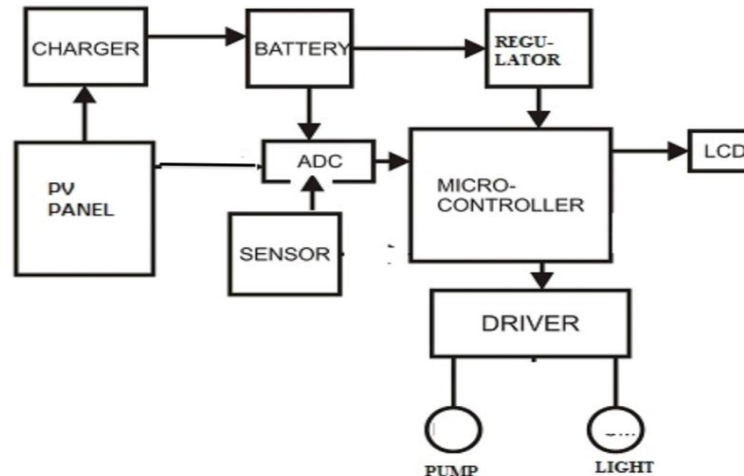 CHARGER
BATTERY
REGU-
LATOR
PV
PANEL
ADC
MICRO-
CONTROLLER
LCD
SENSOR
DRIVER
PUMP
LIGHT